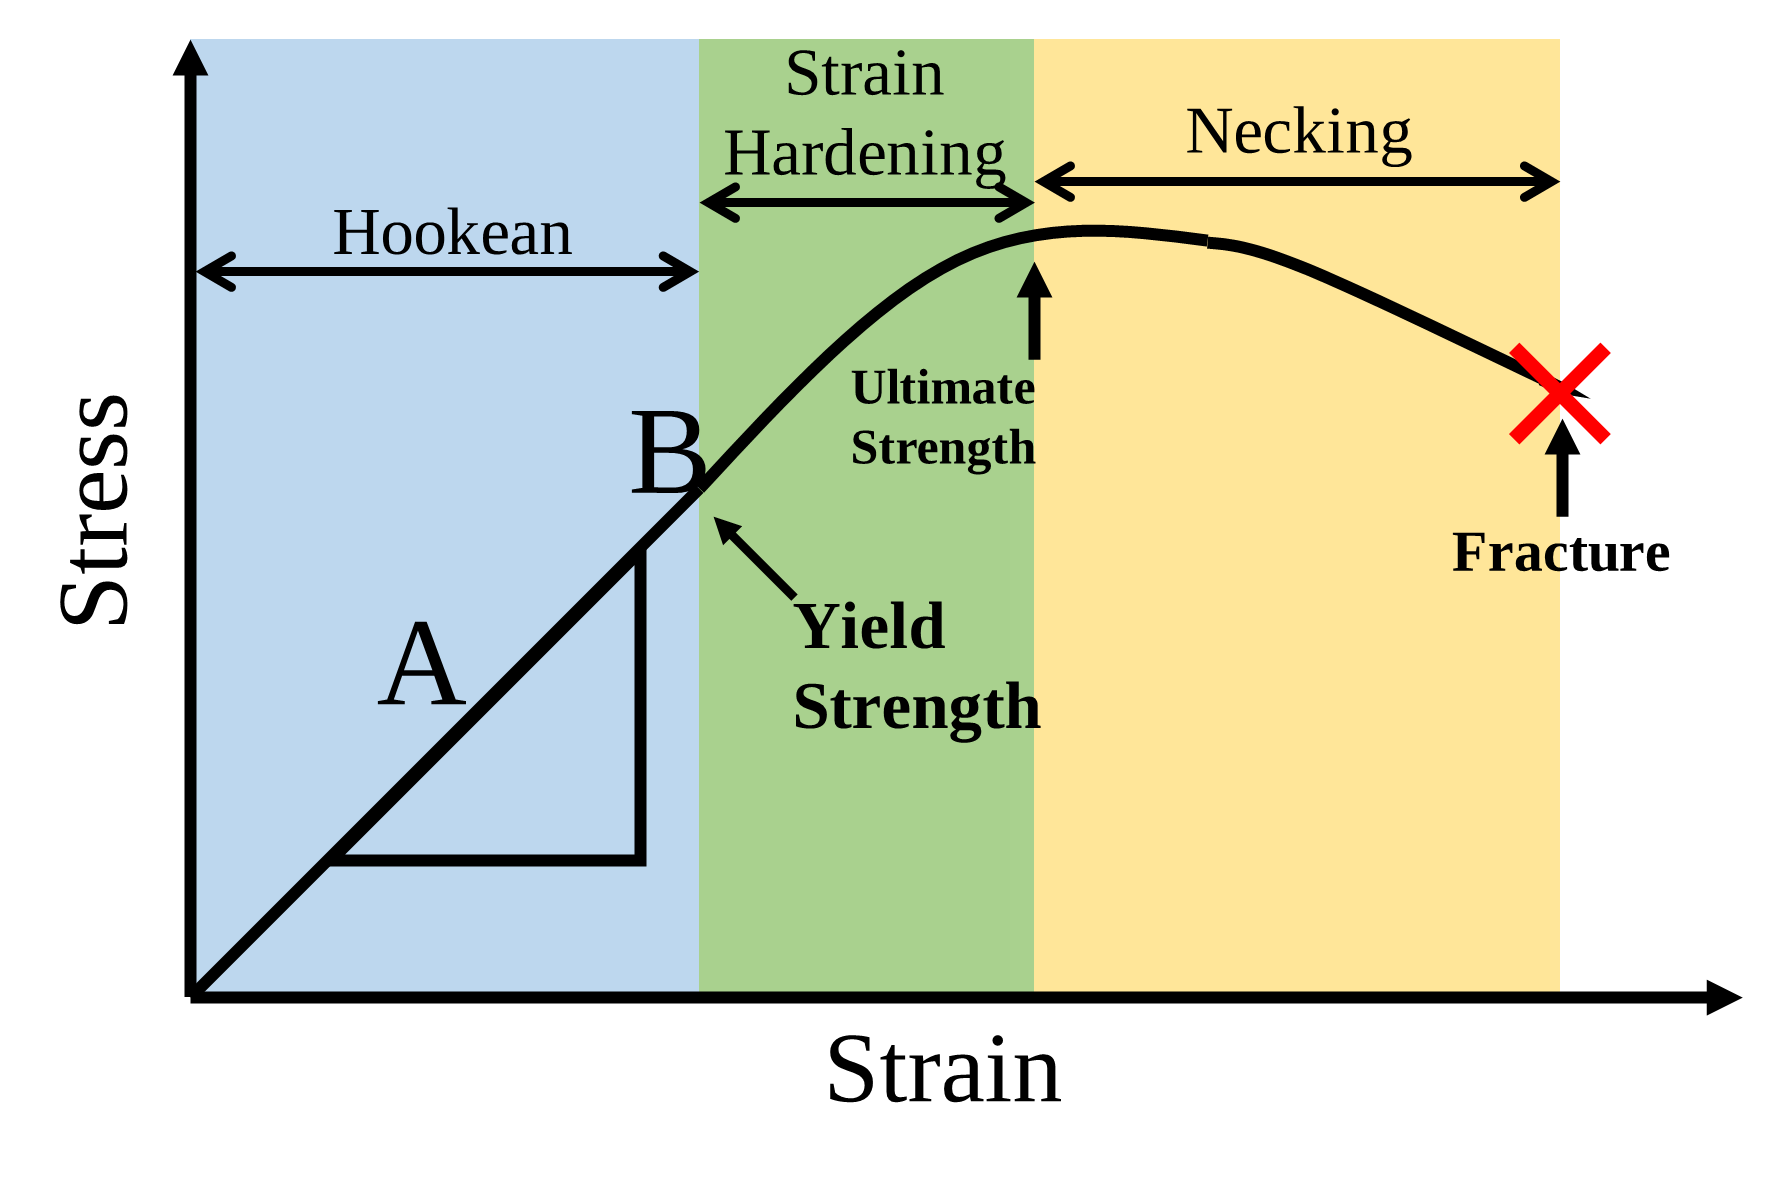 Strain
Hardening
Necking
Hookean
Ultimate
Strength
B
Stress
Fracture
A
Yield
Strength
Strain